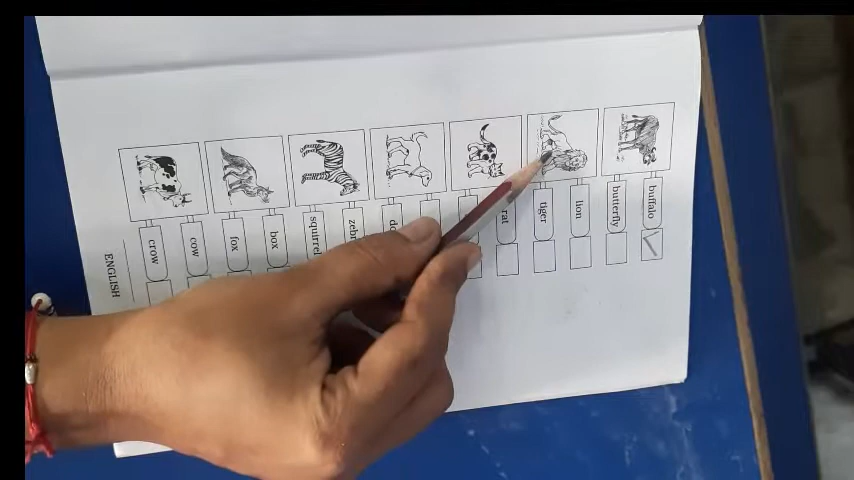 buffalo
butterfly
lion
tiger
rat
squirrel
box
fox
cow
crow
ENGLISH